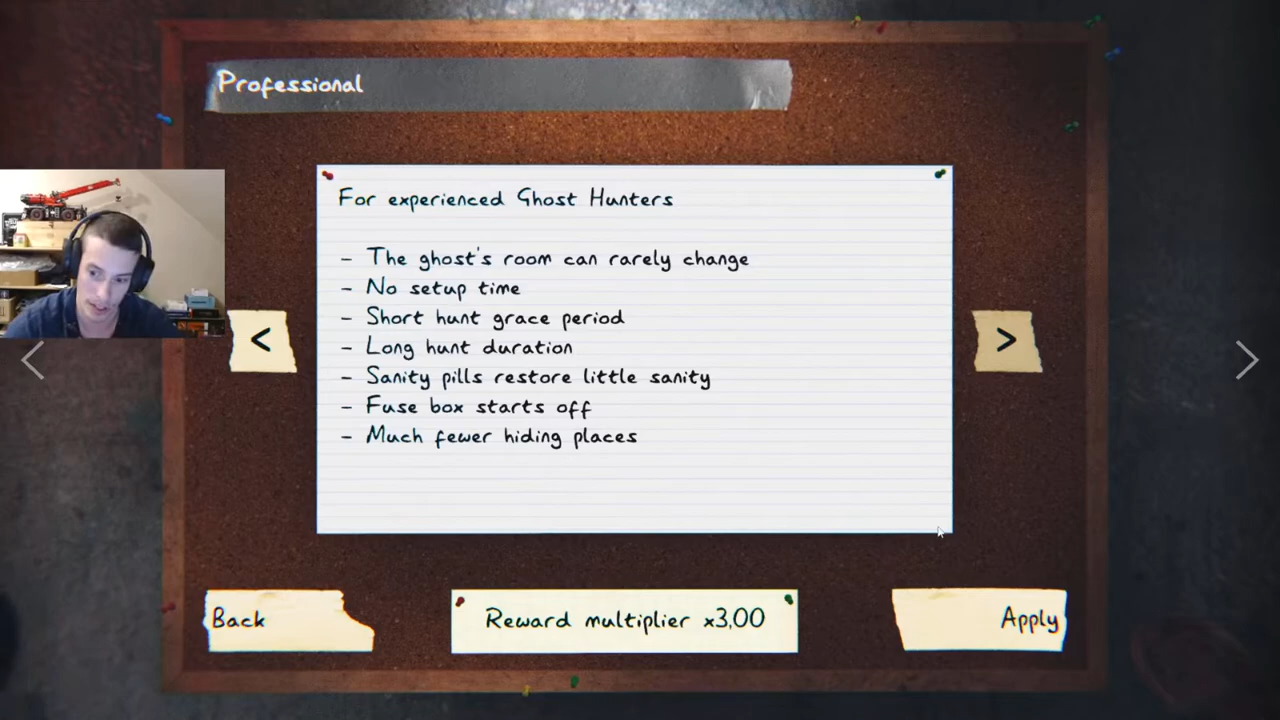 Professional
For experienced Ghost Hunters
- The ghost's room can rarely change
- No setup time
- Short hunt grace period
- Long hunt duration
- Sanity pills restore little sanity
- Fuse box starts off
- Much fewer hiding places
<
>
Back
Reward multiplier x3,00
Apply